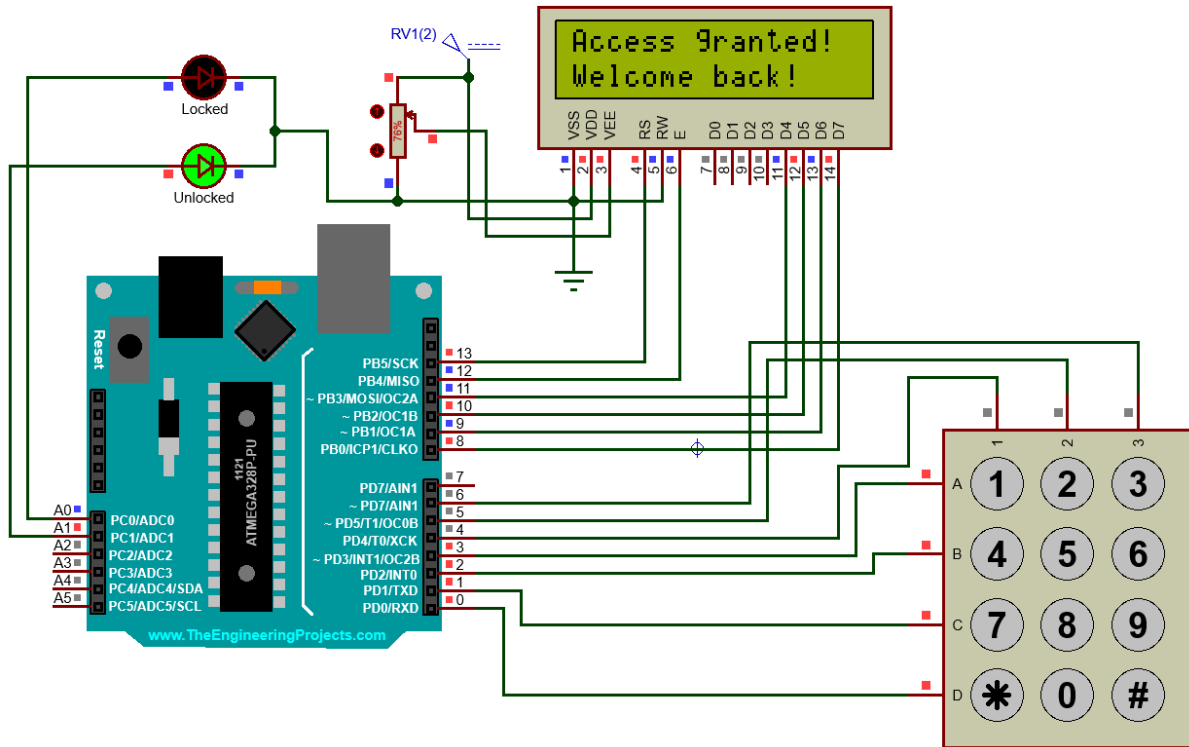 RV1(2)
Access granted!
Welcome back!
Locked
Unlocked
76%
VSS
VDD
VEE
RS
RW
E
D0
D1
D2
D3
D4
D5
D6
D7
1
2
3
4
5
6
7
8
9
10
11
12
13
14
Reset
1121
ATMEGA328P-PU
PB5/SCK 13
PB4/MISO 12
~ PB3/MOSI/OC2A 11
~ PB2/OC1B 10
~ PB1/OC1A 9
PB0/ICP1/CLKO 8
PD7/AIN1 7
~ PD7/AIN1 6
~ PD5/T1/OC0B 5
PD4/T0/XCK 4
~ PD3/INT1/OC2B 3
PD2/INT0 2
PD1/TXD 1
PD0/RXD 0
A0 PC0/ADC0
A1 PC1/ADC1
A2 PC2/ADC2
A3 PC3/ADC3
A4 PC4/ADC4/SDA
A5 PC5/ADC5/SCL
www.TheEngineeringProjects.com
1 2 3
A 1 2 3
B 4 5 6
C 7 8 9
D * 0 #